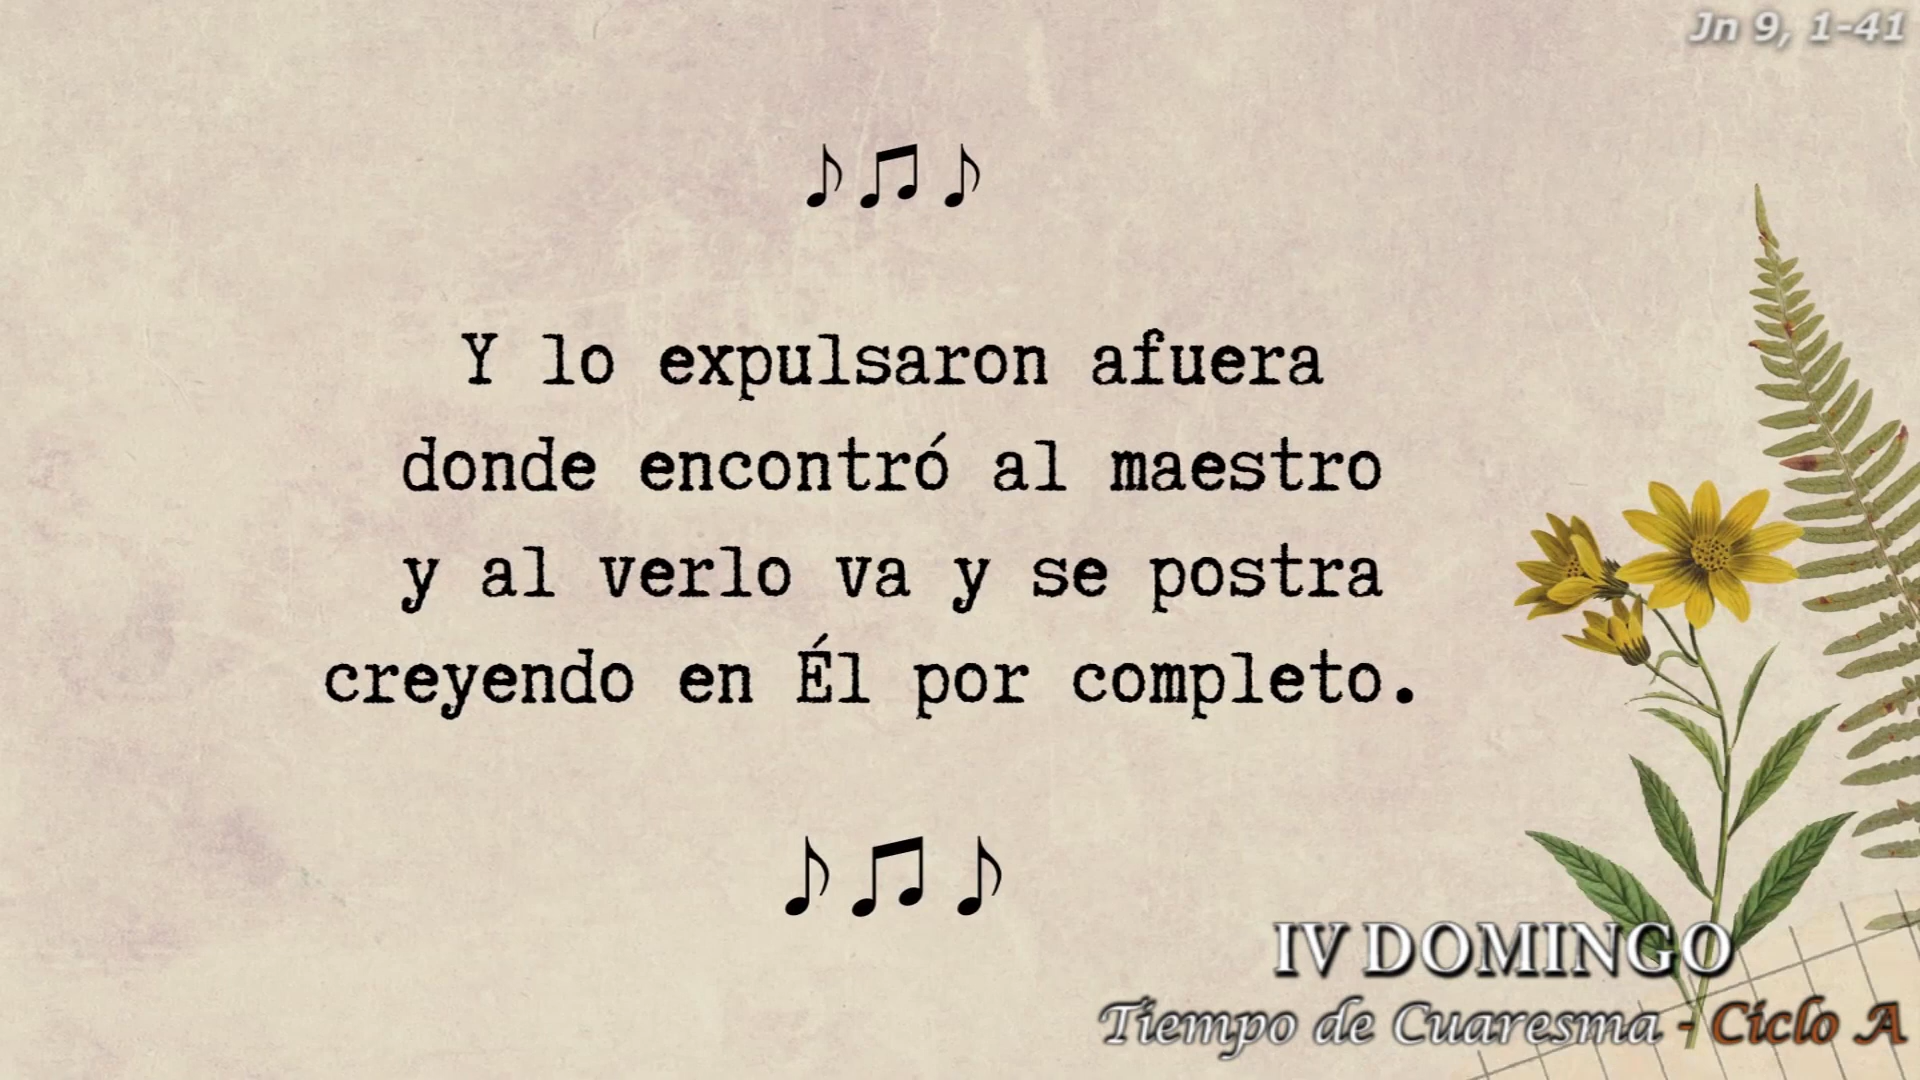 Jn 9, 1-41
♪♫ ♪
Y lo expulsaron afuera
donde encontró al maestro
y al verlo va y se postra
creyendo en Él por completo.
♪♫ ♪
IV DOMINGO
Tiempo de Cuaresma - Ciclo A